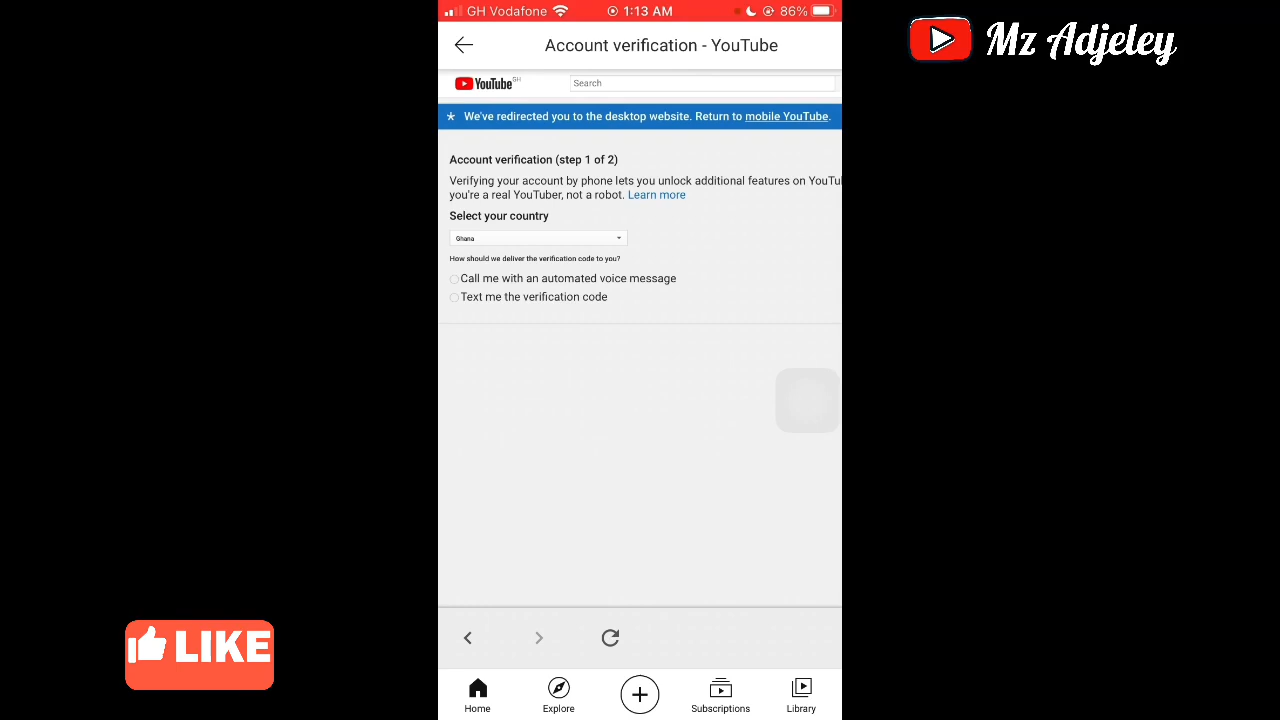 GH Vodafone 1:13 AM 86%
Mz Adjeley
Account verification - YouTube
YouTube GH Search
* We've redirected you to the desktop website. Return to mobile YouTube.
Account verification (step 1 of 2)
Verifying your account by phone lets you unlock additional features on YouTu
you're a real YouTuber, not a robot. Learn more
Select your country
Ghana
How should we deliver the verification code to you?
Call me with an automated voice message
Text me the verification code
LIKE
Home Explore Subscriptions Library